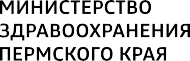 МИНИСТЕРСТВО
ЗДРАВООХРАНЕНИЯ
ПЕРМСКОГО КРАЯ